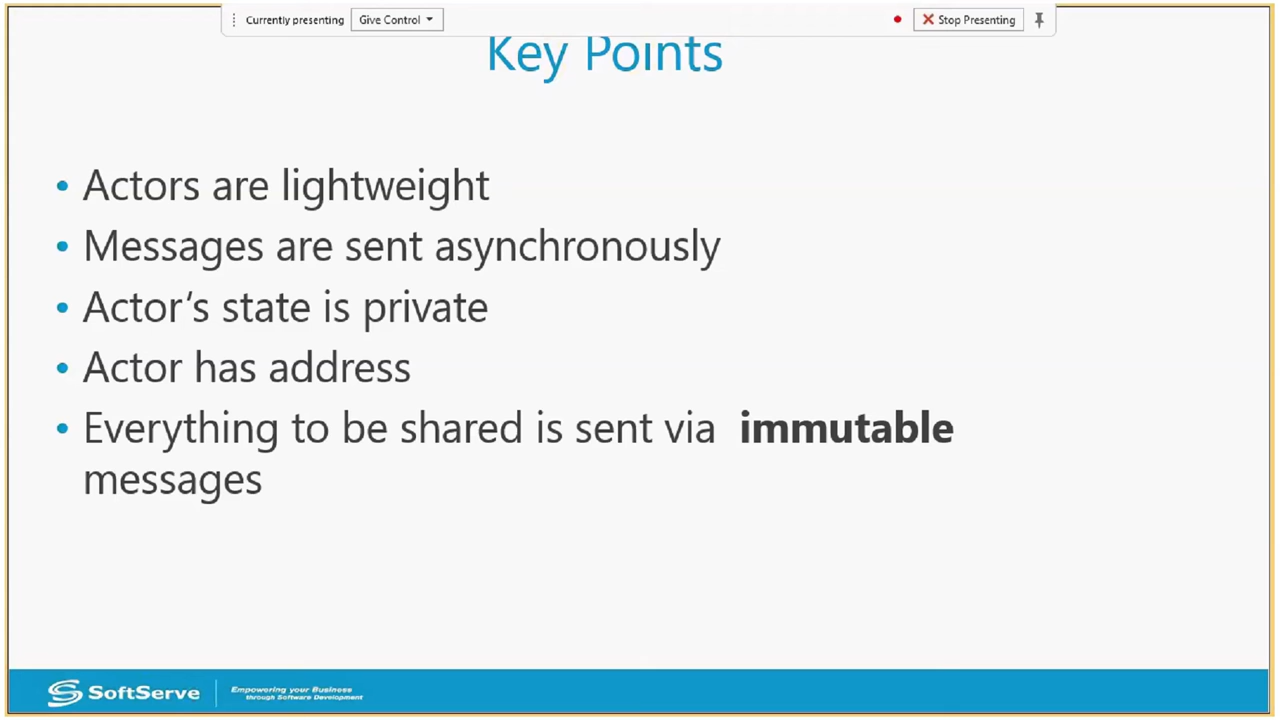 Currently presenting Give Control Stop Presenting
Key Points
• Actors are lightweight
• Messages are sent asynchronously
• Actor‘s state is private
• Actor has address
• Everything to be shared is sent via immutable
messages
SoftServe
Empowering your Business
through Software Development